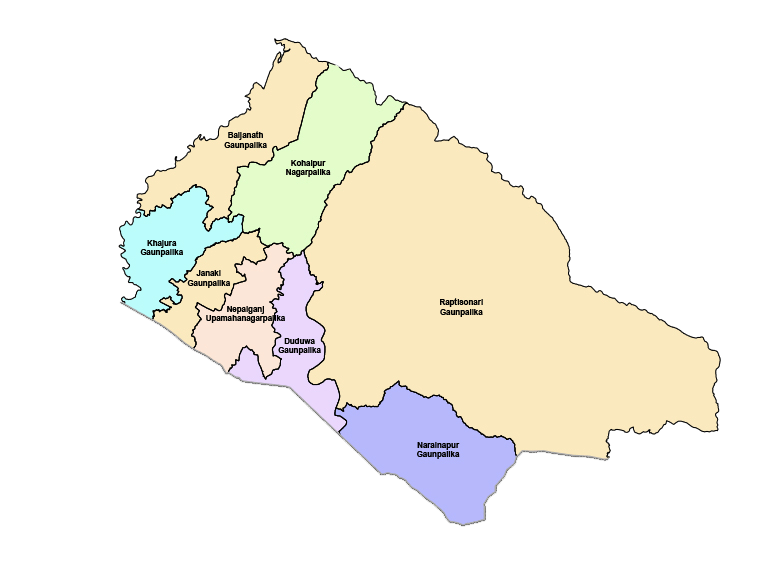 Baijanath
Gaunpalika
Kohalpur
Nagarpalika
Khajura
Gaunpalika
Janaki
Gaunpalika
Nepalganj
Upamahanagarpalika
Raptisonari
Gaunpalika
Duduwa
Gaunpalika
Narainapur
Gaunpalika